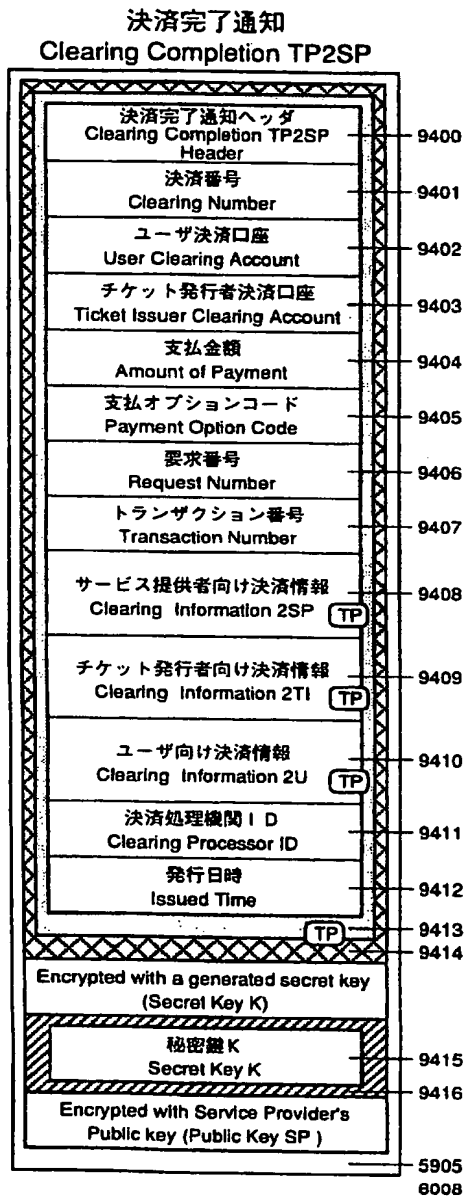 決済完了通知
Clearing Completion TP2SP
決済完了通知ヘッダ
Clearing Completion TP2SP
Header
9400
決済番号
Clearing Number
9401
ユーザ決済口座
User Clearing Account
9402
チケット発行者決済口座
Ticket Issuer Clearing Account
9403
支払金額
Amount of Payment
9404
支払オプションコード
Payment Option Code
9405
要求番号
Request Number
9406
トランザクション番号
Transaction Number
9407
サービス提供者向け決済情報
Clearing Information 2SP
TP
9408
チケット発行者向け決済情報
Clearing Information 2TI
TP
9409
ユーザ向け決済情報
Clearing Information 2U
TP
9410
決済処理機関ID
Clearing Processor ID
9411
発行日時
Issued Time
9412
TP
9413
9414
Encrypted with a generated secret key
(Secret Key K)
秘密鍵K
Secret Key K
9415
9416
Encrypted with Service Provider's
Public key (Public Key SP )
5905
6008